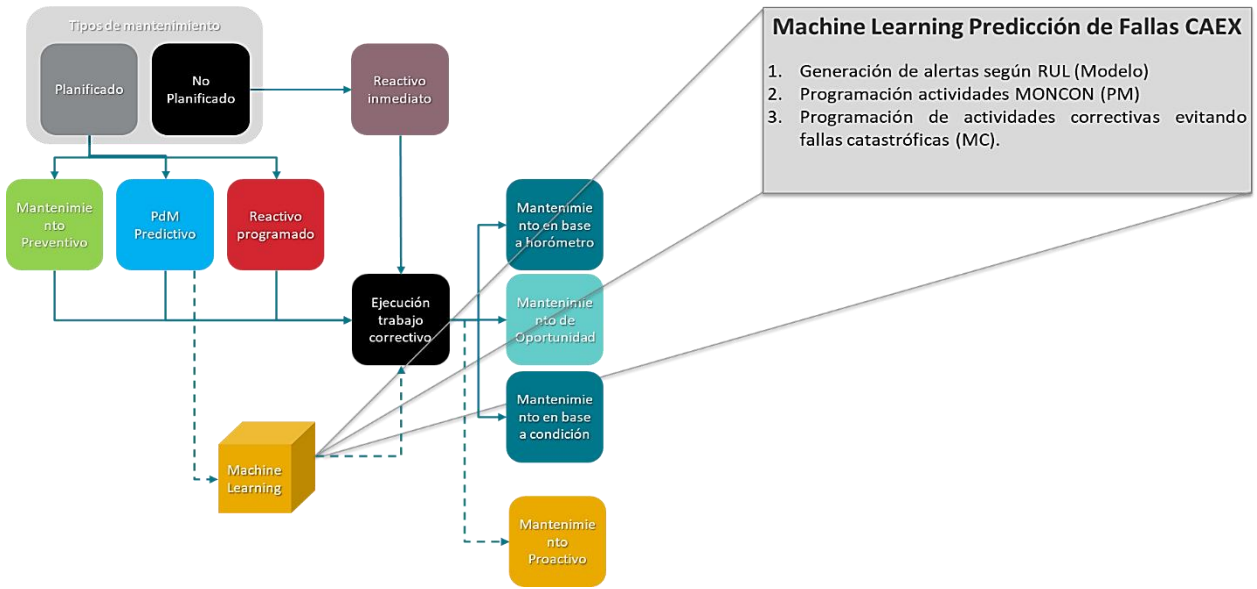 Tipos de mantenimiento
Planificado
No
Planificado
Reactivo
inmediato
Machine Learning Predicción de Fallas CAEX
1. Generación de alertas según RUL (Modelo)
2. Programación actividades MONCON (PM)
3. Programación de actividades correctivas evitando
fallas catastróficas (MC).
Mantenimie
nto
Preventivo
PdM
Predictivo
Reactivo
programado
Mantenimie
nto en base
a horómetro
Ejecución
trabajo
correctivo
Mantenimie
nto de
Oportunidad
Mantenimie
nto en base
a condición
Machine
Learning
Mantenimie
nto
Proactivo